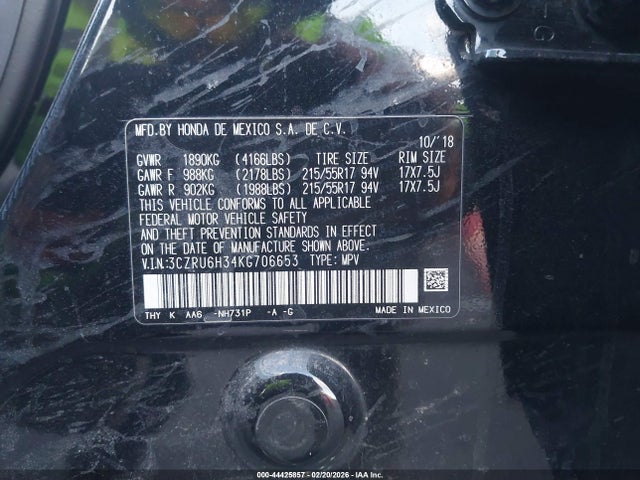 MFD.BY HONDA DE MEXICO S.A. DE C.V.
10/'18
GVWR 1890KG (4166LBS) TIRE SIZE RIM SIZE
GAWR F 988KG (2178LBS) 215/55R17 94V 17X7.5J
GAWR R 902KG (1988LBS) 215/55R17 94V 17X7.5J
THIS VEHICLE CONFORMS TO ALL APPLICABLE
FEDERAL MOTOR VEHICLE SAFETY
AND THEFT PREVENTION STANDARDS IN EFFECT
ON THE DATE OF MANUFACTURE SHOWN ABOVE.
V.I.N:3CZRU6H34KG706653 TYPE: MPV
THY K AA6 -NH731P -A -G MADE IN MEXICO
000-44425857 - 02/20/2026 - IAA Inc.